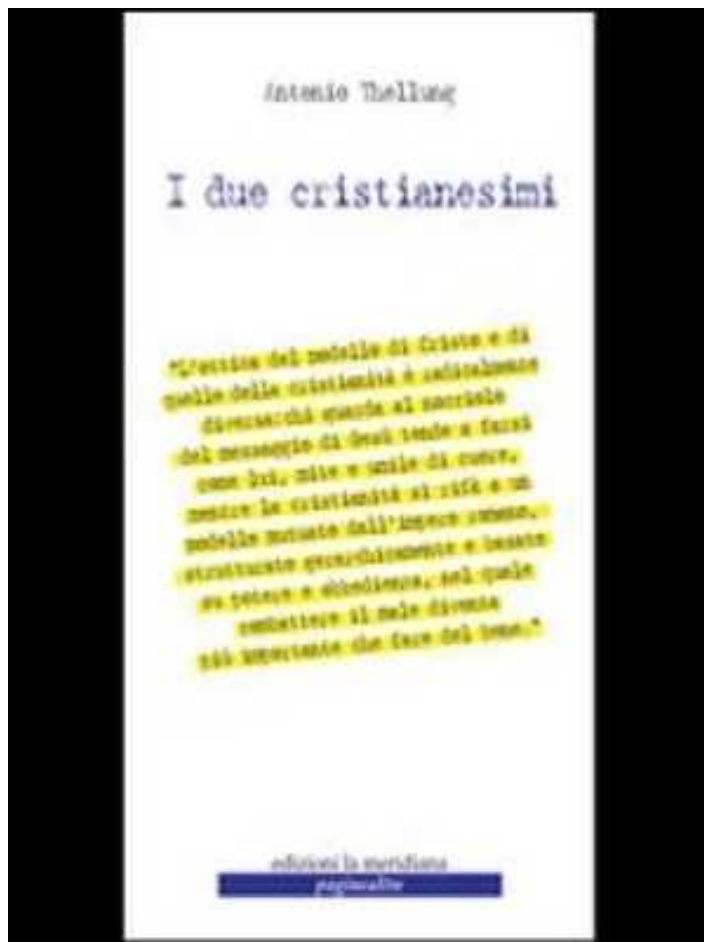 Antonio Thellung
I due cristianesimi
"L'ottica del modello di Cristo e di
quello della cristianità è radicalmente
diversa: chi guarda al
del messaggio di Gesù tende a farsi
come lui, mite e umile di cuore,
mentre la cristianità si rifà a un
modello mutuato dall'impero romano,
strutturato gerarchicamente e basato
su potere e obbedienza, nel quale
combattere il male diventa
più importante che fare del bene."
edizioni la meridiana
paginealtre